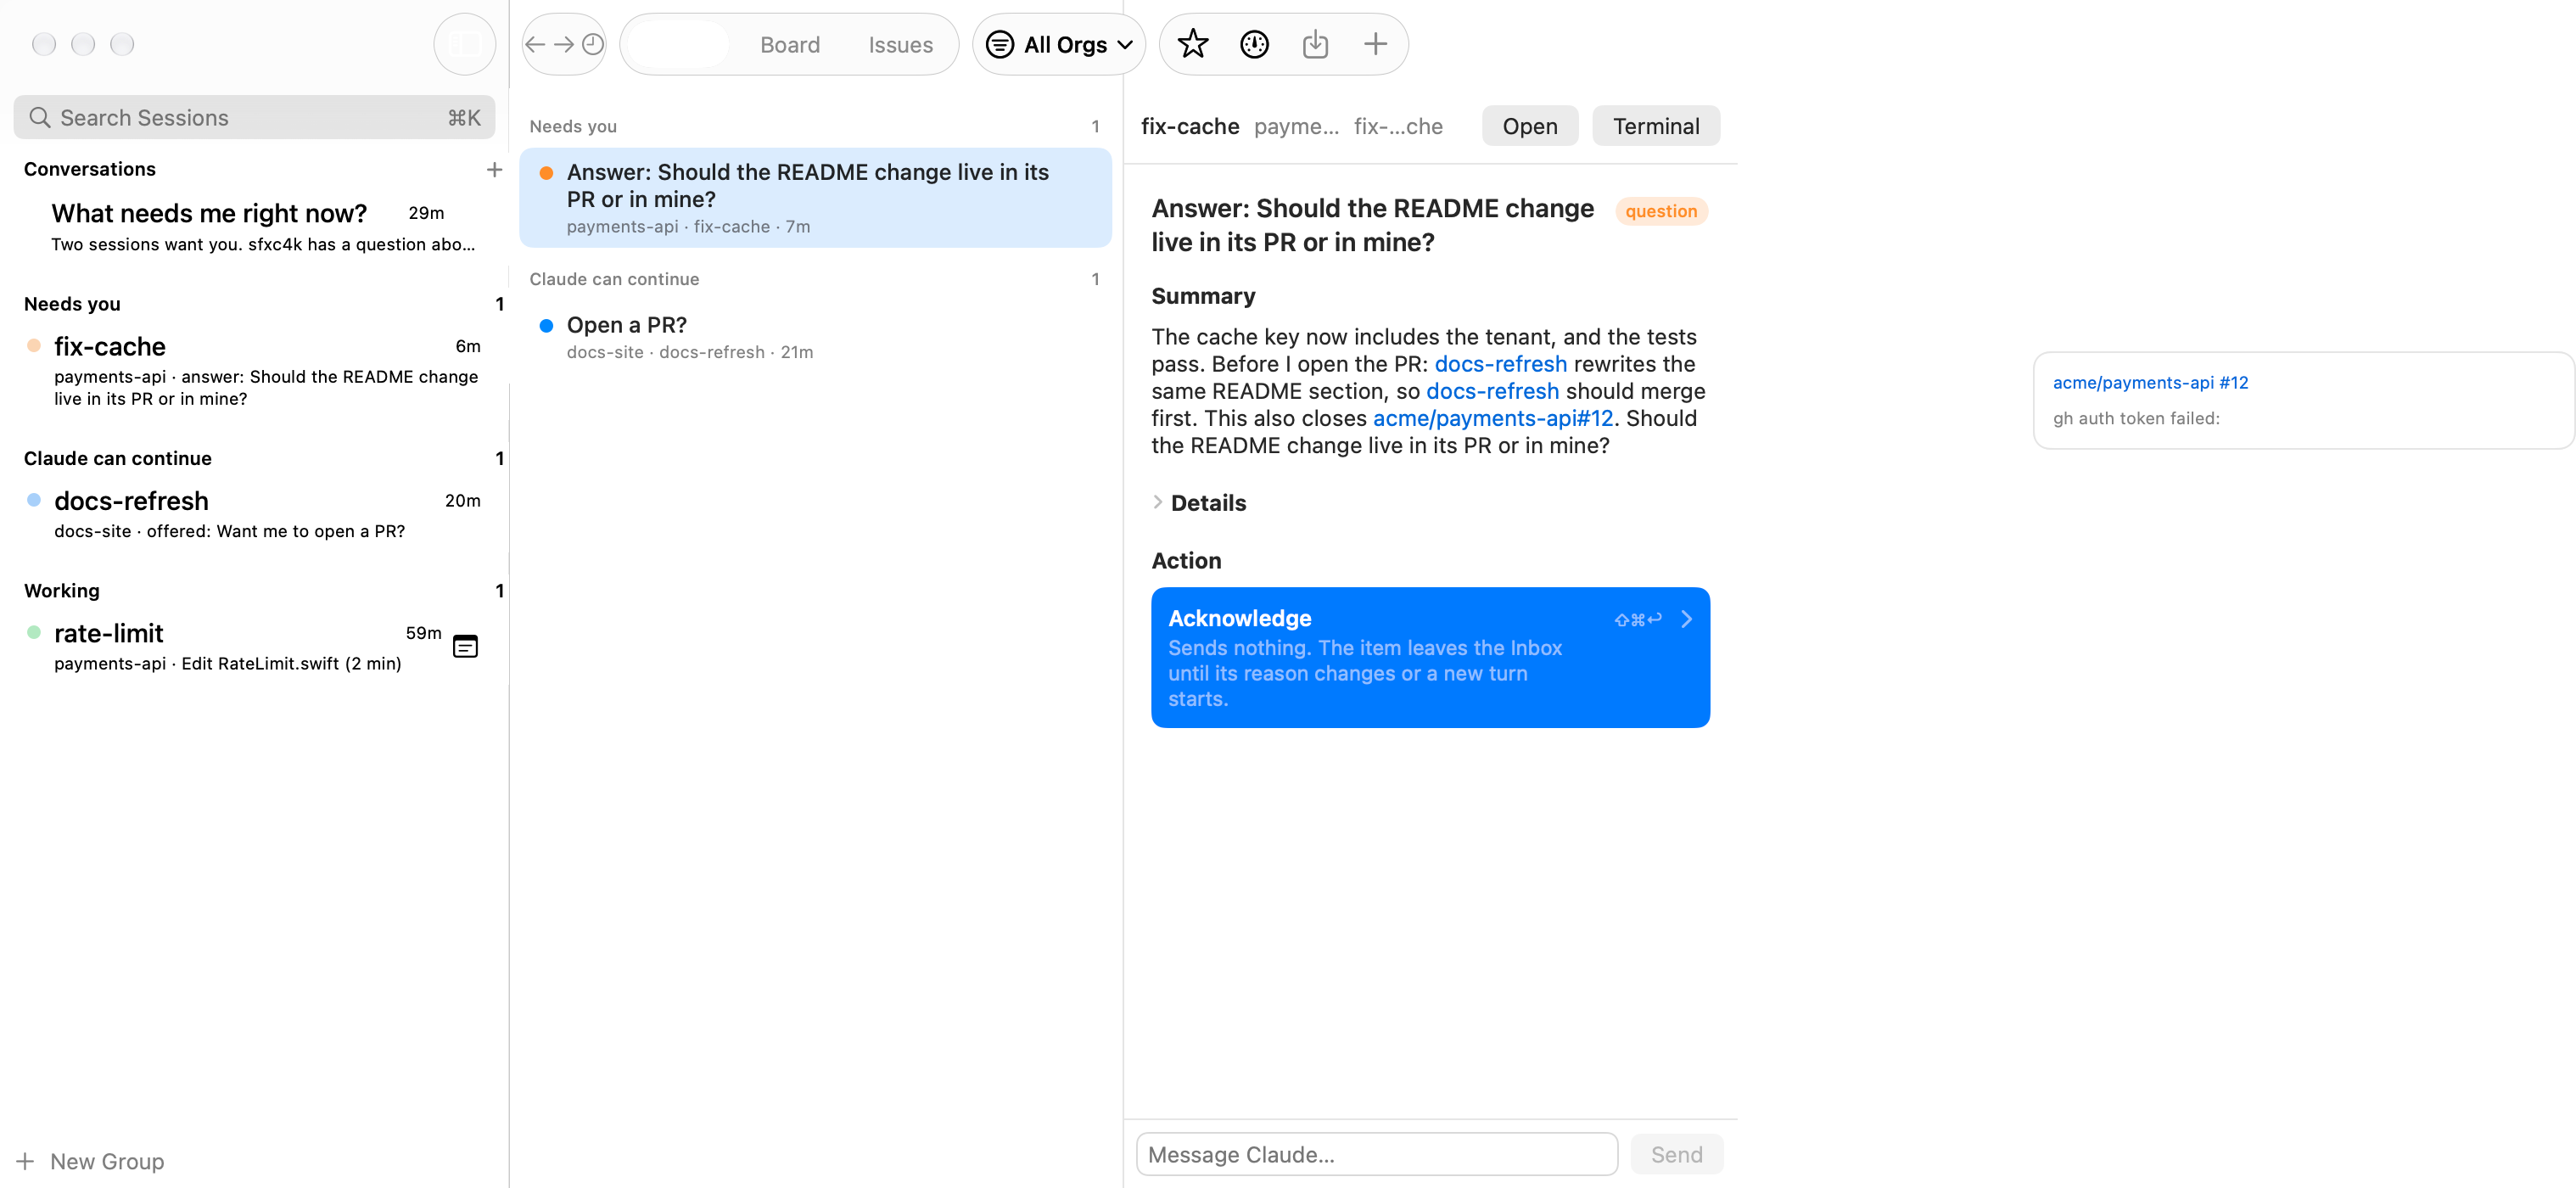 Board
Issues
All Orgs
Search Sessions
⌘K
Conversations
What needs me right now?
29m
Two sessions want you. sfxc4k has a question abo...
Needs you
1
fix-cache
6m
payments-api · answer: Should the README change
live in its PR or in mine?
Claude can continue
1
docs-refresh
20m
docs-site · offered: Want me to open a PR?
Working
1
rate-limit
59m
payments-api · Edit RateLimit.swift (2 min)
New Group
Needs you
1
Answer: Should the README change live in its
PR or in mine?
payments-api · fix-cache · 7m
Claude can continue
1
Open a PR?
docs-site · docs-refresh · 21m
fix-cache payme... fix-...che
Open
Terminal
Answer: Should the README change
live in its PR or in mine?
question
Summary
The cache key now includes the tenant, and the tests
pass. Before I open the PR: docs-refresh rewrites the
same README section, so docs-refresh should merge
first. This also closes acme/payments-api#12. Should
the README change live in its PR or in mine?
Details
Action
Acknowledge
⇧⌘↩
Sends nothing. The item leaves the Inbox
until its reason changes or a new turn
starts.
Message Claude...
Send
acme/payments-api #12
gh auth token failed: